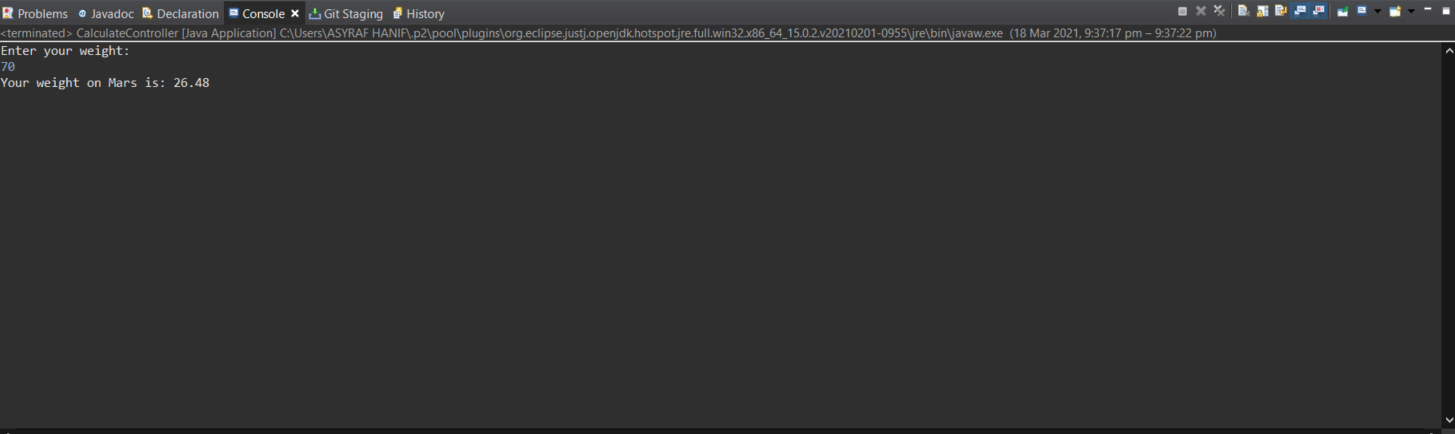 Problems Javadoc Declaration Console Git Staging History
<terminated> CalculateController [Java Application] C:\Users\ASYRAF HANIF\.p2\pool\plugins\org.eclipse.justj.openjdk.hotspot.jre.full.win32.x86_64_15.0.2.v20210201-0955\jre\bin\javaw.exe (18 Mar 2021, 9:37:17 pm – 9:37:22 pm)
Enter your weight:
70
Your weight on Mars is: 26.48